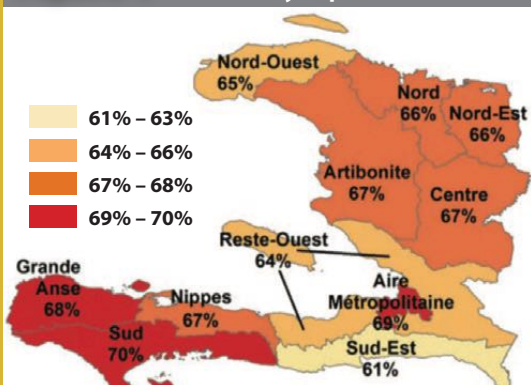 Nord-Ouest
65%
Nord
66%
Nord-Est
66%
61% – 63%
64% – 66%
67% – 68%
69% – 70%
Artibonite
67%
Centre
67%
Reste-Ouest
64%
Grande
Anse
68%
Nippes
67%
Aire
Métropolitaine
69%
Sud
70%
Sud-Est
61%